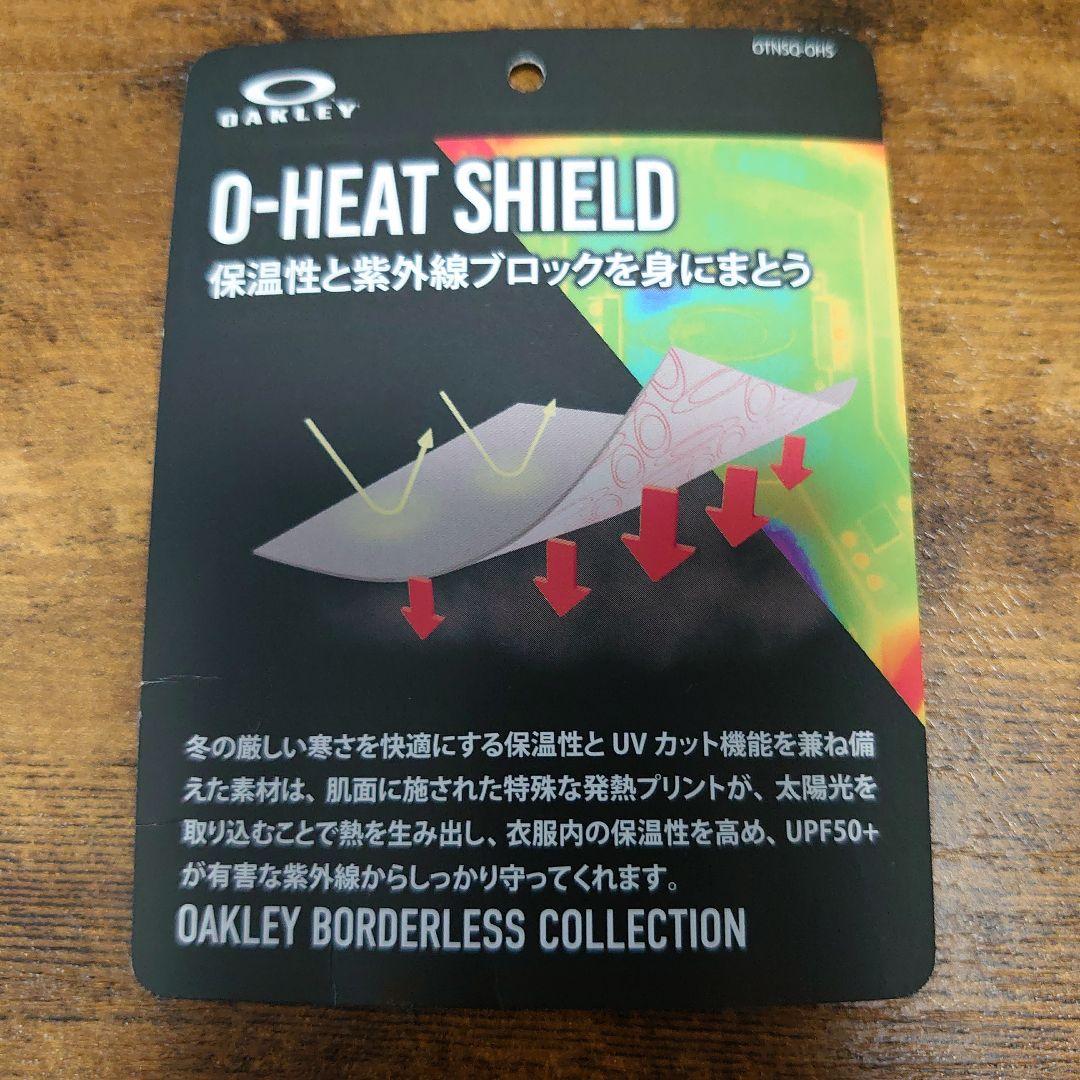 OTNSQ-OHS
OAKLEY
O-HEAT SHIELD
保温性と紫外線ブロックを身にまとう
冬の厳しい寒さを快適にする保温性と UV カット機能を兼ね備
えた素材は、肌面に施された特殊な発熱プリントが、太陽光を
取り込むことで熱を生み出し、衣服内の保温性を高め、UPF50+
が有害な紫外線からしっかり守ってくれます。
OAKLEY BORDERLESS COLLECTION